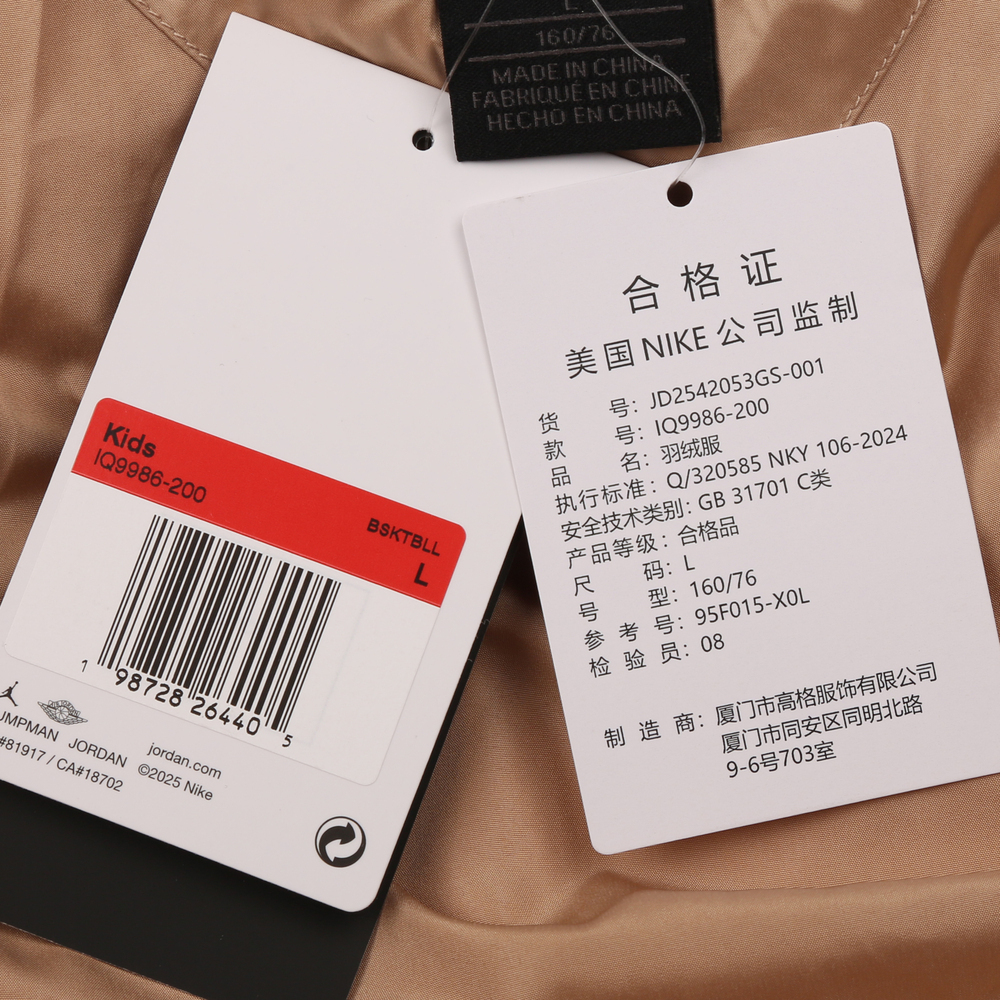 L
160/76
MADE IN CHINA
FABRIQUÉ EN CHINE
HECHO EN CHINA
Kids
IQ9986-200
BSKTBLL
L
1 98728 26440 5
JORDAN
#81917 / CA#18702
jordan.com
©2025 Nike
合格证
美国NIKE公司监制
货号：JD2542053GS-001
款号：IQ9986-200
品名：羽绒服
执行标准：Q/320585 NKY 106-2024
安全技术类别：GB 31701 C类
产品等级：合格品
尺码：L
号型：160/76
参考号：95F015-X0L
检验员：08
制造商：厦门市高格服饰有限公司
厦门市同安区同明北路
9-6号703室